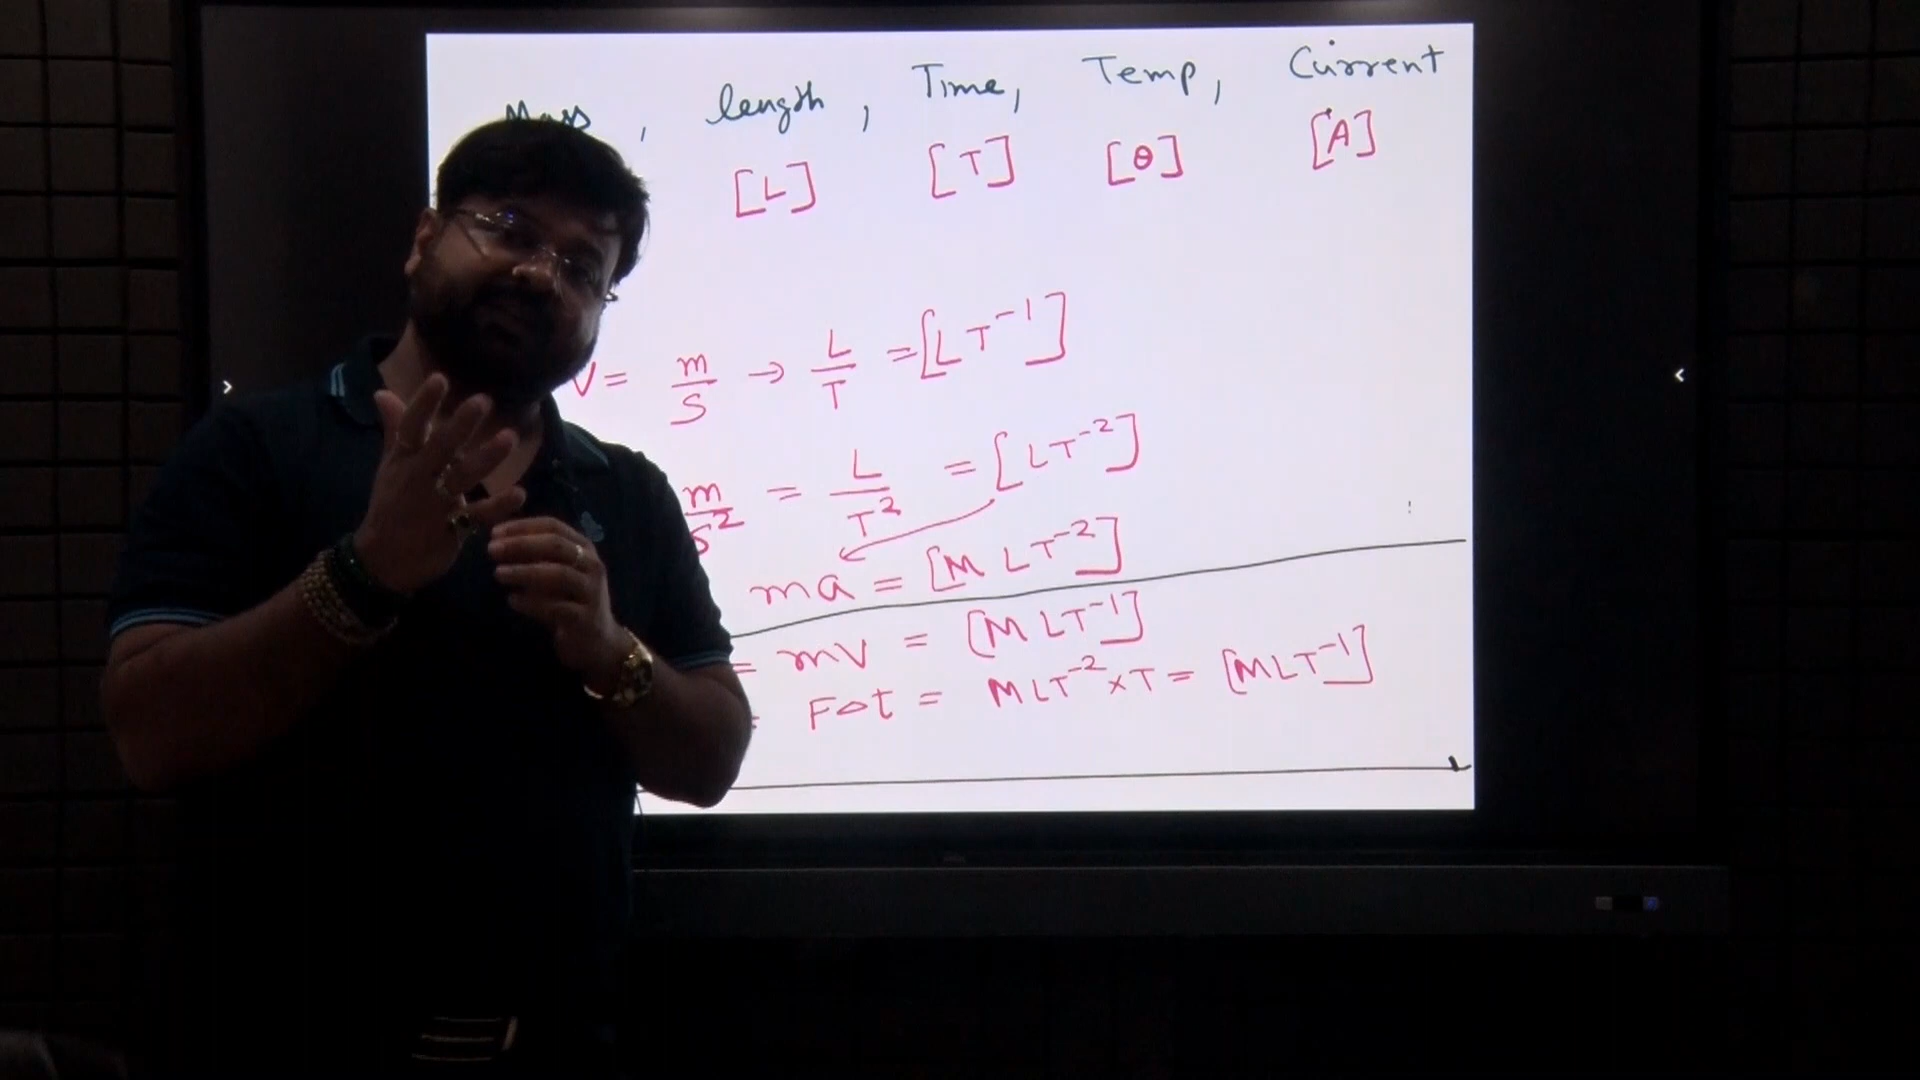 Mass, length, Time, Temp, Current
[L] [T] [θ] [A]
V = m/s → L/T = [LT⁻¹]
m/s² = L/T² = [LT⁻²]
ma = [MLT⁻²]
= mv = [MLT⁻¹]
= F△t = MLT⁻² × T = [MLT⁻¹]